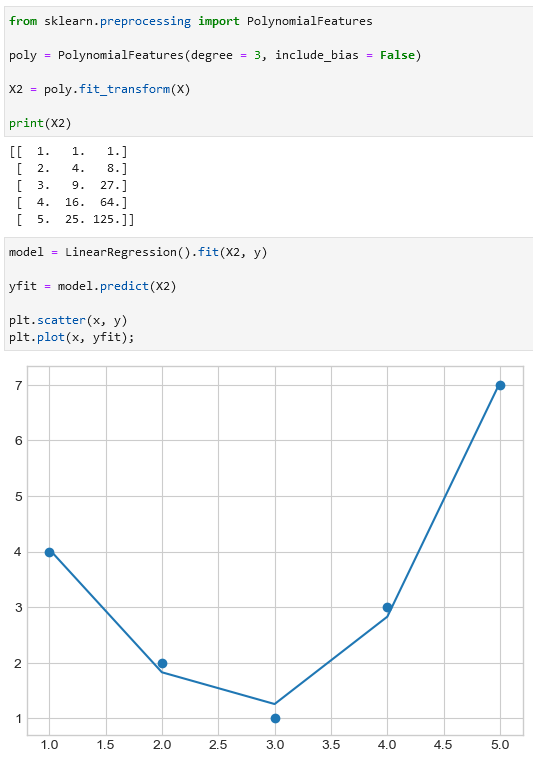 from sklearn.preprocessing import PolynomialFeatures
poly = PolynomialFeatures(degree = 3, include_bias = False)
X2 = poly.fit_transform(X)
print(X2)
[[  1.   1.   1.]
 [  2.   4.   8.]
 [  3.   9.  27.]
 [  4.  16.  64.]
 [  5.  25. 125.]]
model = LinearRegression().fit(X2, y)
yfit = model.predict(X2)
plt.scatter(x, y)
plt.plot(x, yfit);
7
6
5
4
3
2
1
1.0 1.5 2.0 2.5 3.0 3.5 4.0 4.5 5.0